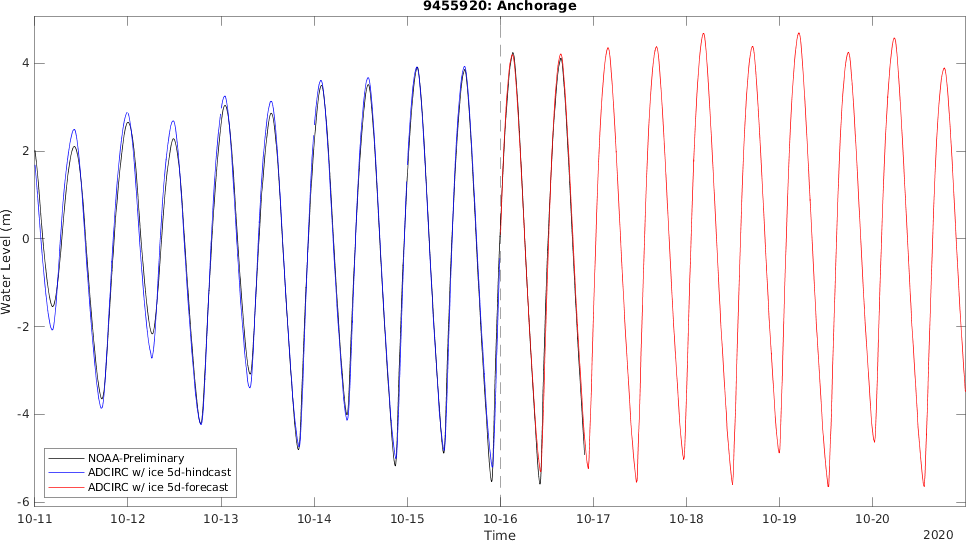 9455920: Anchorage
Water Level (m)
4
2
0
-2
-4
-6
NOAA-Preliminary
ADCIRC w/ ice 5d-hindcast
ADCIRC w/ ice 5d-forecast
10-11 10-12 10-13 10-14 10-15 10-16 10-17 10-18 10-19 10-20
Time
2020